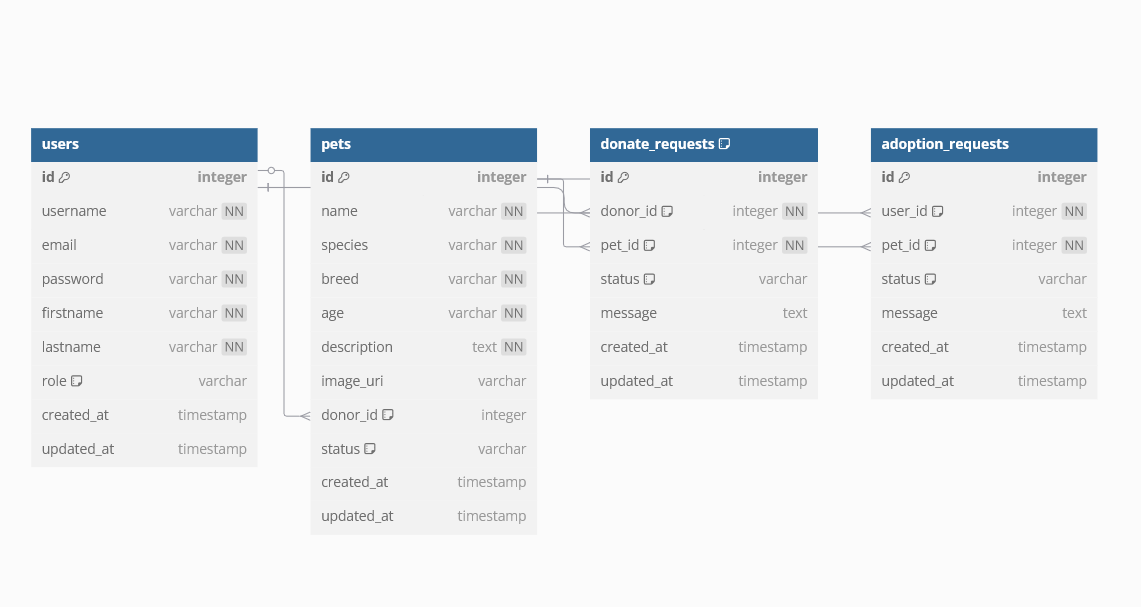 users
id integer
username varchar NN
email varchar NN
password varchar NN
firstname varchar NN
lastname varchar NN
role varchar
created_at timestamp
updated_at timestamp
pets
id integer
name varchar NN
species varchar NN
breed varchar NN
age varchar NN
description text NN
image_uri varchar
donor_id integer
status varchar
created_at timestamp
updated_at timestamp
donate_requests
id integer
donor_id integer NN
pet_id integer NN
status varchar
message text
created_at timestamp
updated_at timestamp
adoption_requests
id integer
user_id integer NN
pet_id integer NN
status varchar
message text
created_at timestamp
updated_at timestamp